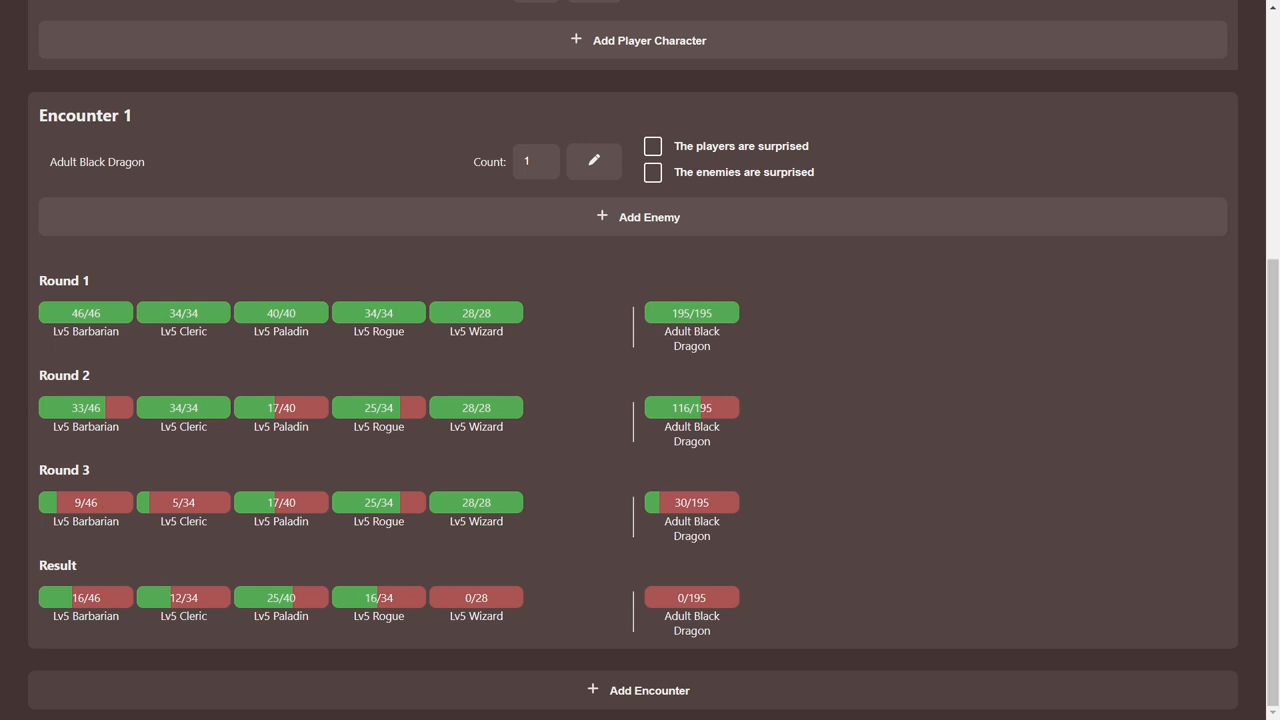 Add Player Character
Encounter 1
Adult Black Dragon Count: 1
The players are surprised
The enemies are surprised
Add Enemy
Round 1
46/46 34/34 40/40 34/34 28/28 195/195
Lv5 Barbarian Lv5 Cleric Lv5 Paladin Lv5 Rogue Lv5 Wizard Adult Black
Dragon
Round 2
33/46 34/34 17/40 25/34 28/28 116/195
Lv5 Barbarian Lv5 Cleric Lv5 Paladin Lv5 Rogue Lv5 Wizard Adult Black
Dragon
Round 3
9/46 5/34 17/40 25/34 28/28 30/195
Lv5 Barbarian Lv5 Cleric Lv5 Paladin Lv5 Rogue Lv5 Wizard Adult Black
Dragon
Result
16/46 12/34 25/40 16/34 0/28 0/195
Lv5 Barbarian Lv5 Cleric Lv5 Paladin Lv5 Rogue Lv5 Wizard Adult Black
Dragon
Add Encounter